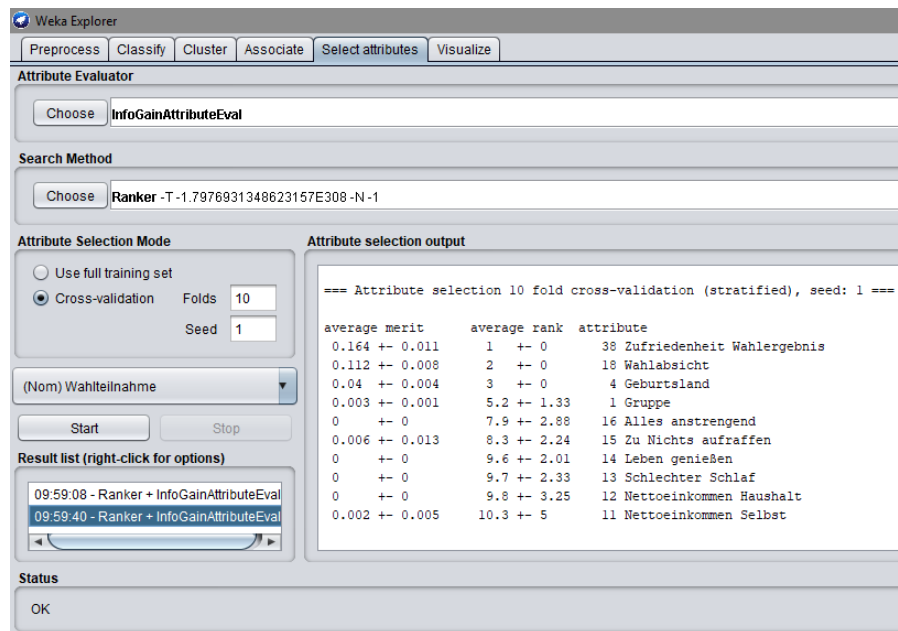 Weka Explorer
Preprocess Classify Cluster Associate Select attributes Visualize
Attribute Evaluator
Choose InfoGainAttributeEval
Search Method
Choose Ranker -T -1.7976931348623157E308 -N -1
Attribute Selection Mode
Use full training set
Cross-validation Folds 10
Seed 1
(Nom) Wahlteilnahme
Start Stop
Result list (right-click for options)
09:59:08 - Ranker + InfoGainAttributeEval
09:59:40 - Ranker + InfoGainAttributeEval
Attribute selection output
=== Attribute selection 10 fold cross-validation (stratified), seed: 1 ===
average merit average rank attribute
0.164 +- 0.011 1 +- 0 38 Zufriedenheit Wahlergebnis
0.112 +- 0.008 2 +- 0 18 Wahlabsicht
0.04 +- 0.004 3 +- 0 4 Geburtsland
0.003 +- 0.001 5.2 +- 1.33 1 Gruppe
0 +- 0 7.9 +- 2.88 16 Alles anstrengend
0.006 +- 0.013 8.3 +- 2.24 15 Zu Nichts aufraffen
0 +- 0 9.6 +- 2.01 14 Leben genießen
0 +- 0 9.7 +- 2.33 13 Schlechter Schlaf
0 +- 0 9.8 +- 3.25 12 Nettoeinkommen Haushalt
0.002 +- 0.005 10.3 +- 5 11 Nettoeinkommen Selbst
Status
OK